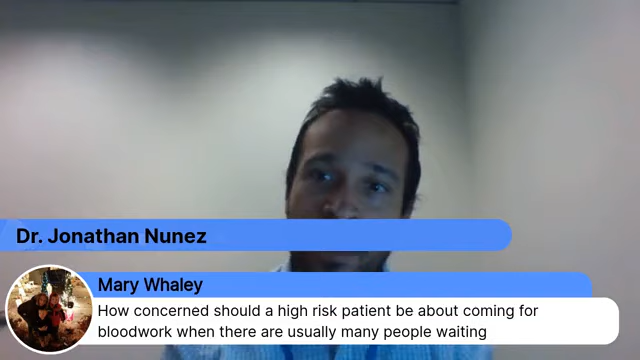 Dr. Jonathan Nunez
Mary Whaley
How concerned should a high risk patient be about coming for
bloodwork when there are usually many people waiting